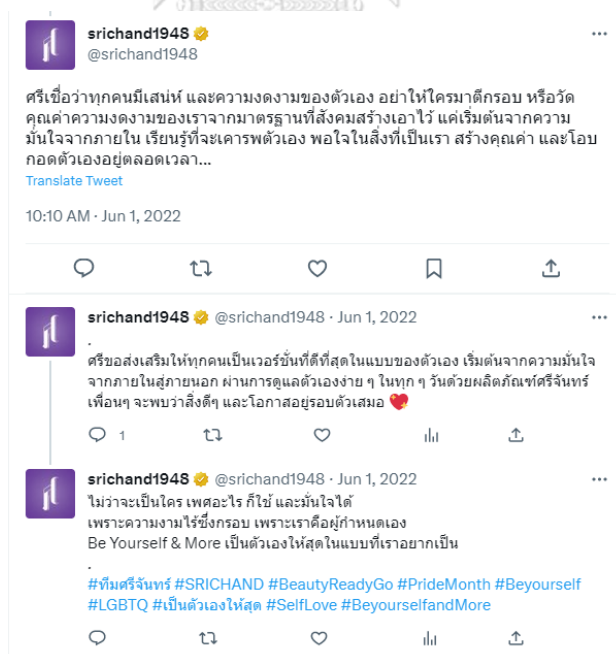 srichand1948
@srichand1948
ศรีเชื่อว่าทุกคนมีเสน่ห์ และความงดงามของตัวเอง อย่าให้ใครมาตีกรอบ หรือวัด
คุณค่าความงดงามของเราจากมาตรฐานที่สังคมสร้างเอาไว้ แค่เริ่มต้นจากความ
มั่นใจจากภายใน เรียนรู้ที่จะเคารพตัวเอง พอใจในสิ่งที่เป็นเรา สร้างคุณค่า และโอบ
กอดตัวเองอยู่ตลอดเวลา...
Translate Tweet
10:10 AM · Jun 1, 2022
srichand1948 @srichand1948 · Jun 1, 2022
.
ศรีขอส่งเสริมให้ทุกคนเป็นเวอร์ชั่นที่ดีที่สุดในแบบของตัวเอง เริ่มต้นจากความมั่นใจ
จากภายในสู่ภายนอก ผ่านการดูแลตัวเองง่าย ๆ ในทุก ๆ วันด้วยผลิตภัณฑ์ศรีจันทร์
เพื่อนๆ จะพบว่าสิ่งดีๆ และโอกาสอยู่รอบตัวเสมอ 💖
1
srichand1948 @srichand1948 · Jun 1, 2022
ไม่ว่าจะเป็นใคร เพศอะไร ก็ใช้ และมั่นใจได้
เพราะความงามไร้ซึ่งกรอบ เพราะเราคือผู้กำหนดเอง
Be Yourself & More เป็นตัวเองให้สุดในแบบที่เราอยากเป็น
.
#ทีมศรีจันทร์ #SRICHAND #BeautyReadyGo #PrideMonth #Beyourself
#LGBTQ #เป็นตัวเองให้สุด #SelfLove #BeyourselfandMore